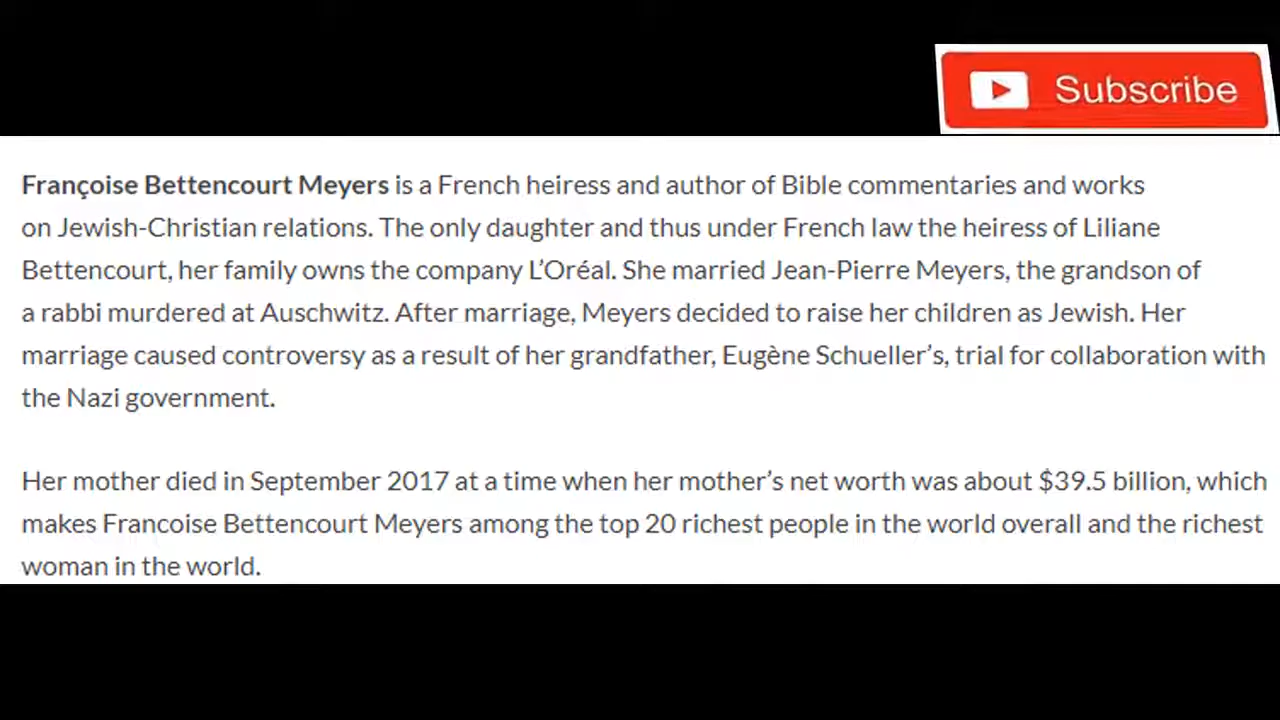 Subscribe
Françoise Bettencourt Meyers is a French heiress and author of Bible commentaries and works
on Jewish-Christian relations. The only daughter and thus under French law the heiress of Liliane
Bettencourt, her family owns the company L’Oréal. She married Jean-Pierre Meyers, the grandson of
a rabbi murdered at Auschwitz. After marriage, Meyers decided to raise her children as Jewish. Her
marriage caused controversy as a result of her grandfather, Eugène Schueller’s, trial for collaboration with
the Nazi government.
Her mother died in September 2017 at a time when her mother’s net worth was about $39.5 billion, which
makes Francoise Bettencourt Meyers among the top 20 richest people in the world overall and the richest
woman in the world.